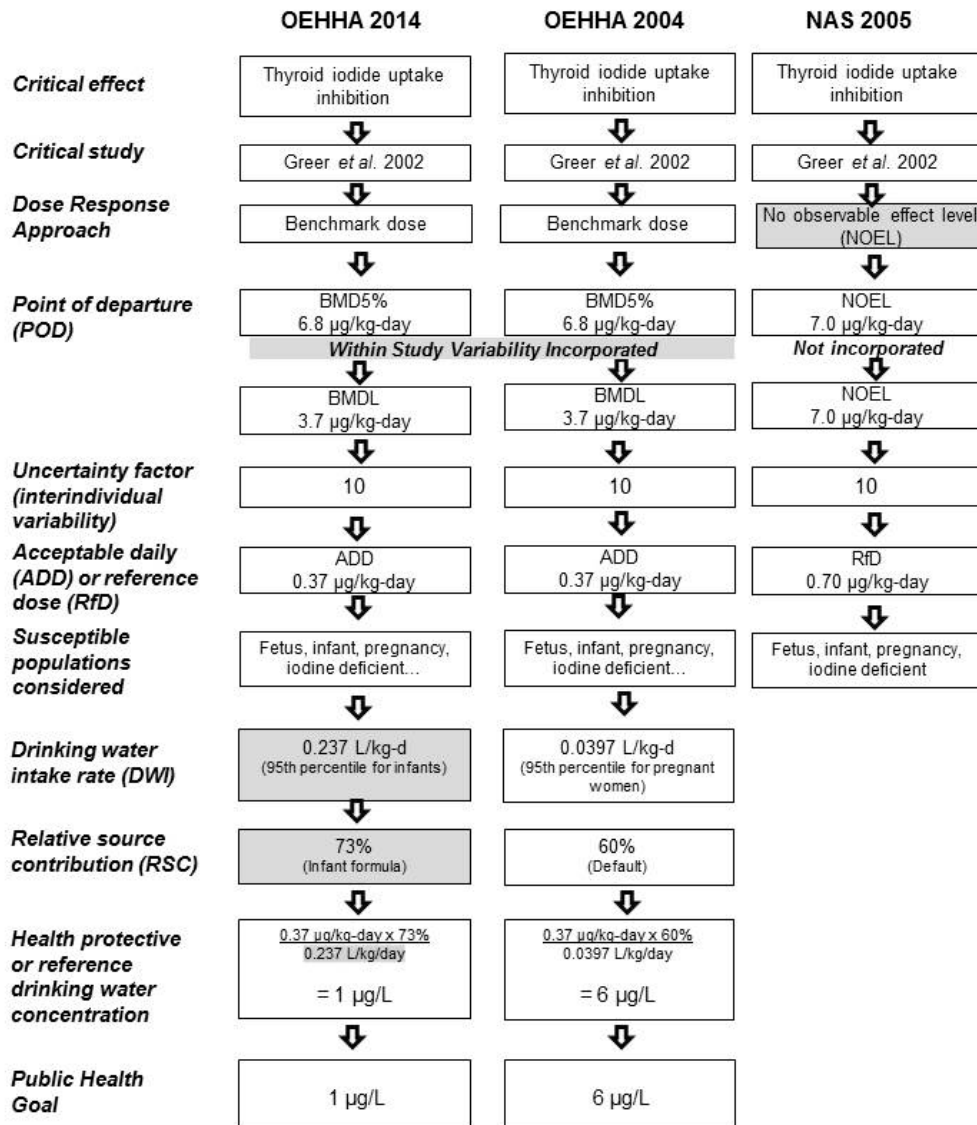 OEHHA 2014
OEHHA 2004
NAS 2005
Critical effect
Thyroid iodide uptake
inhibition
Thyroid iodide uptake
inhibition
Thyroid iodide uptake
inhibition
Critical study
Greer et al. 2002
Greer et al. 2002
Greer et al. 2002
Dose Response
Approach
Benchmark dose
Benchmark dose
No observable effect level
(NOEL)
Point of departure
(POD)
BMD5%
6.8 µg/kg-day
BMD5%
6.8 µg/kg-day
NOEL
7.0 µg/kg-day
Within Study Variability Incorporated
Not incorporated
BMDL
3.7 µg/kg-day
BMDL
3.7 µg/kg-day
NOEL
7.0 µg/kg-day
Uncertainty factor
(interindividual
variability)
10
10
10
Acceptable daily
(ADD) or reference
dose (RfD)
ADD
0.37 µg/kg-day
ADD
0.37 µg/kg-day
RfD
0.70 µg/kg-day
Susceptible
populations
considered
Fetus, infant, pregnancy,
iodine deficient…
Fetus, infant, pregnancy,
iodine deficient…
Fetus, infant, pregnancy,
iodine deficient
Drinking water
intake rate (DWI)
0.237 L/kg-d
(95th percentile for infants)
0.0397 L/kg-d
(95th percentile for pregnant
women)
Relative source
contribution (RSC)
73%
(Infant formula)
60%
(Default)
Health protective
or reference
drinking water
concentration
0.37 µg/kg-day x 73%
0.237 L/kg/day
= 1 µg/L
0.37 µg/kg-day x 60%
0.0397 L/kg/day
= 6 µg/L
Public Health
Goal
1 µg/L
6 µg/L